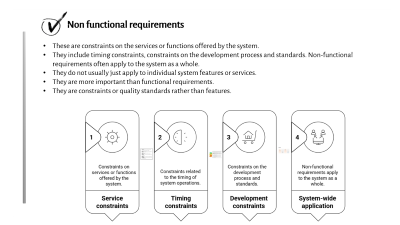 Non functional requirements
• These are constraints on the services or functions offered by the system.
• They include timing constraints, constraints on the development process and standards. Non-functional
requirements often apply to the system as a whole.
• They do not usually just apply to individual system features or services.
• They are more important than functional requirements.
• They are constraints or quality standards rather than features.
1
Constraints on
services or functions
offered by the
system.
Service
constraints
2
Constraints related
to the timing of
system operations.
Timing
constraints
3
Constraints on the
development
process and
standards.
Development
constraints
4
Non-functional
requirements apply
to the system as a
whole.
System-wide
application